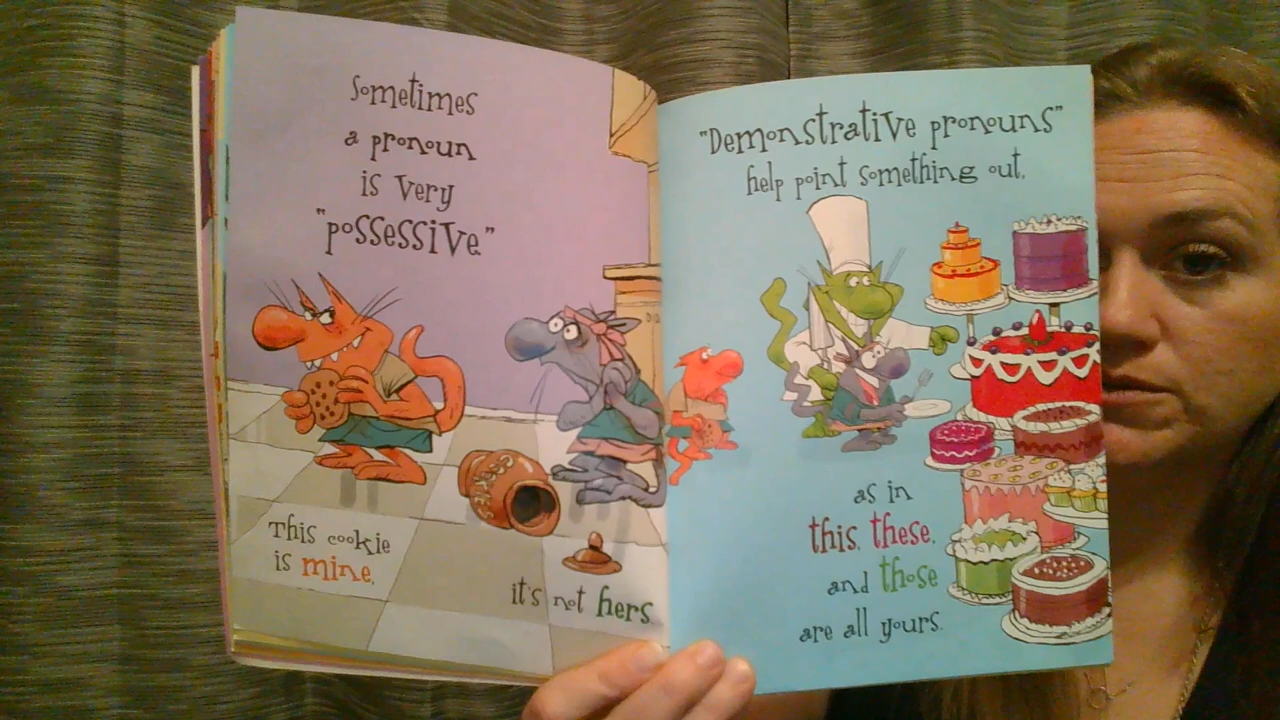 Sometimes
a pronoun
is very
"possessive."
COOKIES
This cookie
is mine,
it's not hers.
"Demonstrative pronouns"
help point something out,
as in
this, these,
and those
are all yours.